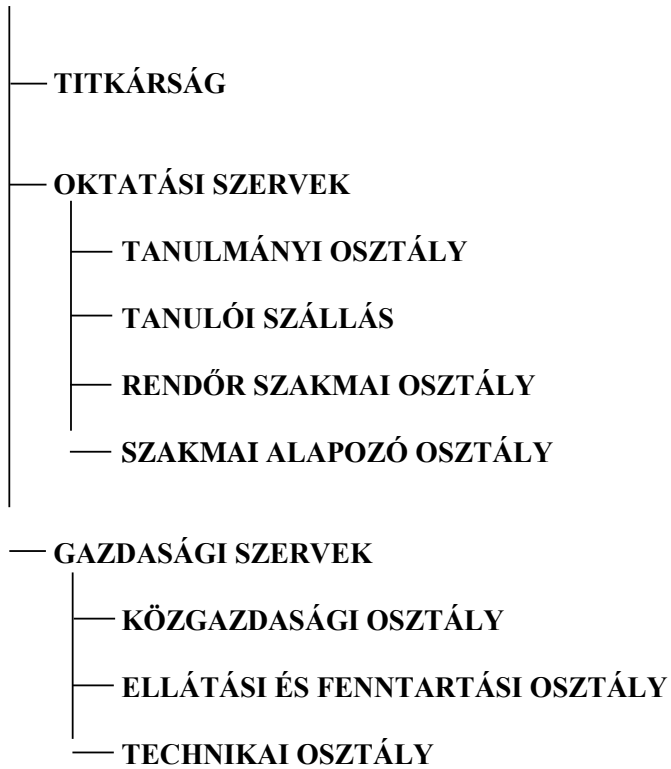 TITKÁRSÁG
OKTATÁSI SZERVEK
TANULMÁNYI OSZTÁLY
TANULÓI SZÁLLÁS
RENDŐR SZAKMAI OSZTÁLY
SZAKMAI ALAPOZÓ OSZTÁLY
GAZDASÁGI SZERVEK
KÖZGAZDASÁGI OSZTÁLY
ELLÁTÁSI ÉS FENNTARTÁSI OSZTÁLY
TECHNIKAI OSZTÁLY